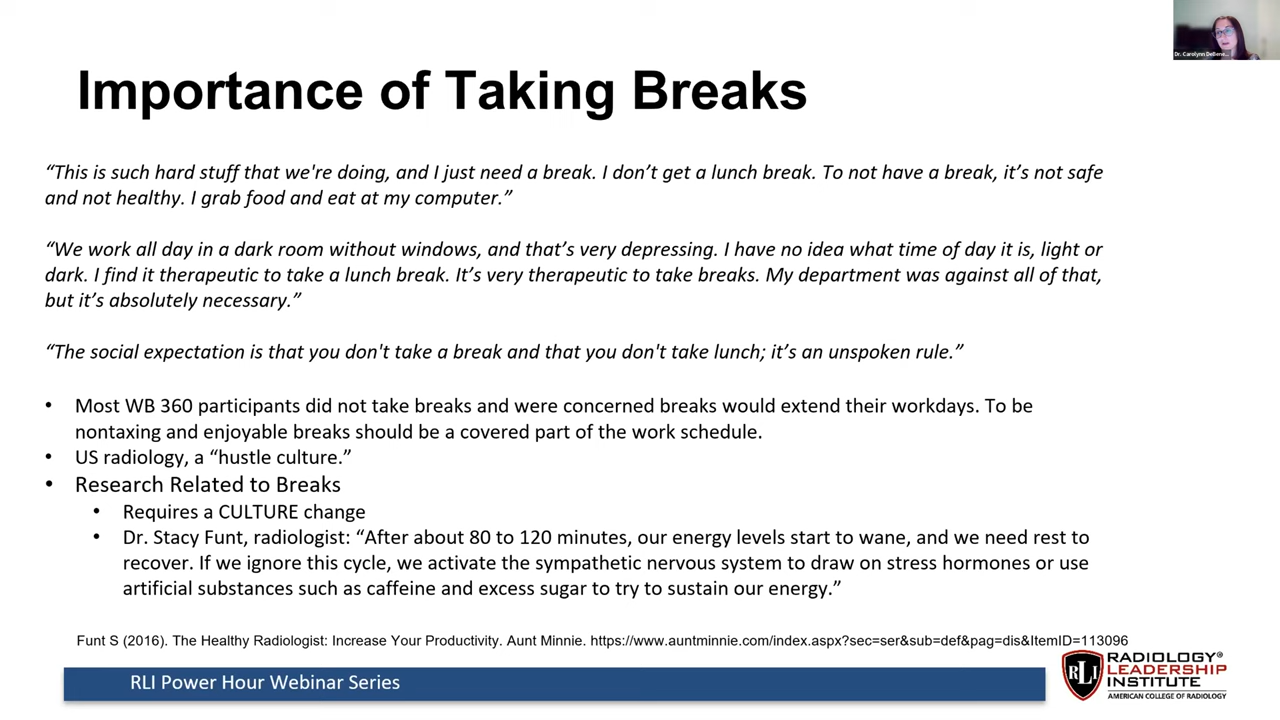 Dr. Carolynn DeBene...
Importance of Taking Breaks
“This is such hard stuff that we're doing, and I just need a break. I don’t get a lunch break. To not have a break, it’s not safe
and not healthy. I grab food and eat at my computer.”
“We work all day in a dark room without windows, and that’s very depressing. I have no idea what time of day it is, light or
dark. I find it therapeutic to take a lunch break. It’s very therapeutic to take breaks. My department was against all of that,
but it’s absolutely necessary.”
“The social expectation is that you don't take a break and that you don't take lunch; it’s an unspoken rule.”
• Most WB 360 participants did not take breaks and were concerned breaks would extend their workdays. To be
nontaxing and enjoyable breaks should be a covered part of the work schedule.
• US radiology, a “hustle culture.”
• Research Related to Breaks
• Requires a CULTURE change
• Dr. Stacy Funt, radiologist: “After about 80 to 120 minutes, our energy levels start to wane, and we need rest to
recover. If we ignore this cycle, we activate the sympathetic nervous system to draw on stress hormones or use
artificial substances such as caffeine and excess sugar to try to sustain our energy.”
Funt S (2016). The Healthy Radiologist: Increase Your Productivity. Aunt Minnie. https://www.auntminnie.com/index.aspx?sec=ser&sub=def&pag=dis&ItemID=113096
RLI Power Hour Webinar Series
RLI
RADIOLOGY®
LEADERSHIP
INSTITUTE
AMERICAN COLLEGE OF RADIOLOGY